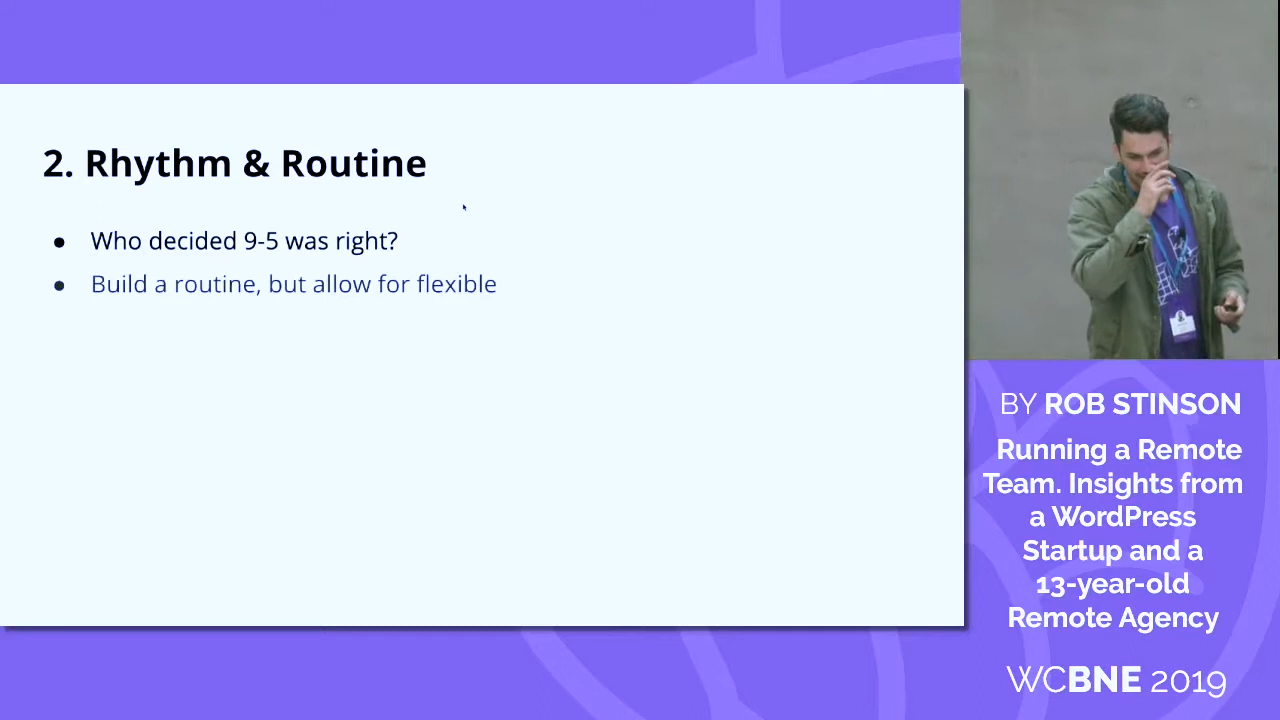 2. Rhythm & Routine
● Who decided 9-5 was right?
● Build a routine, but allow for flexible
BY ROB STINSON
Running a Remote
Team. Insights from
a WordPress
Startup and a
13-year-old
Remote Agency
WCBNE 2019